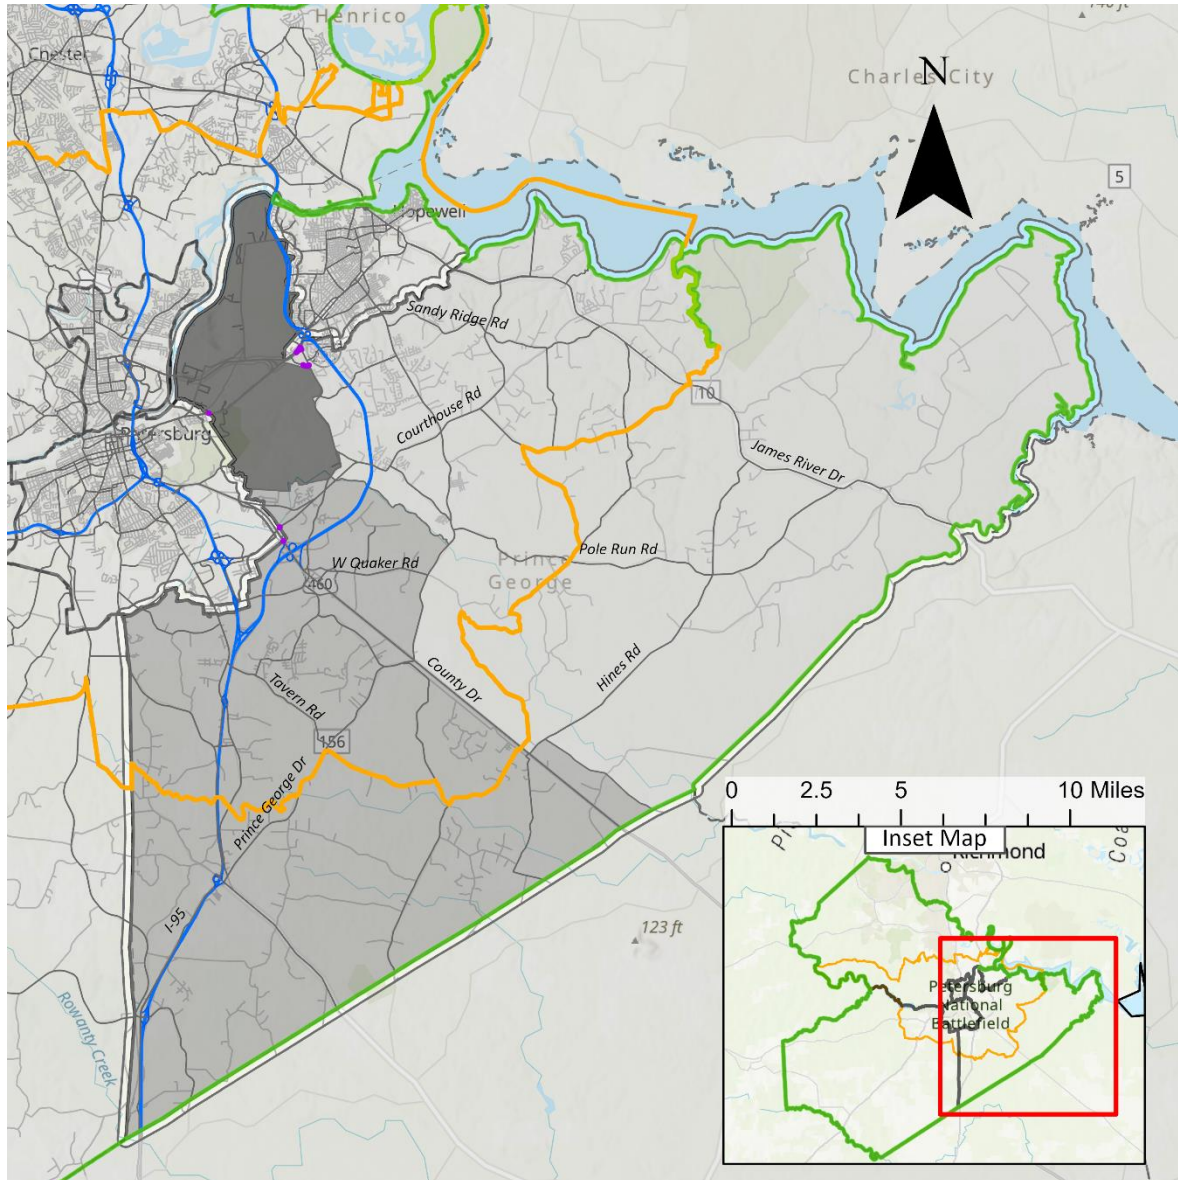 Henrico
140 ft
Chester
N
Charles City
5
Hopewell
Sandy Ridge Rd
10
Courthouse Rd
Petersburg
James River Dr
Pole Run Rd
W Quaker Rd
Prince
George
460
County Dr
Hines Rd
Tavern Rd
156
Prince George Dr
0 2.5 5 10 Miles
Inset Map
Richmond
I-95
123 ft
Petersburg
National
Battlefield
Rowanty Creek